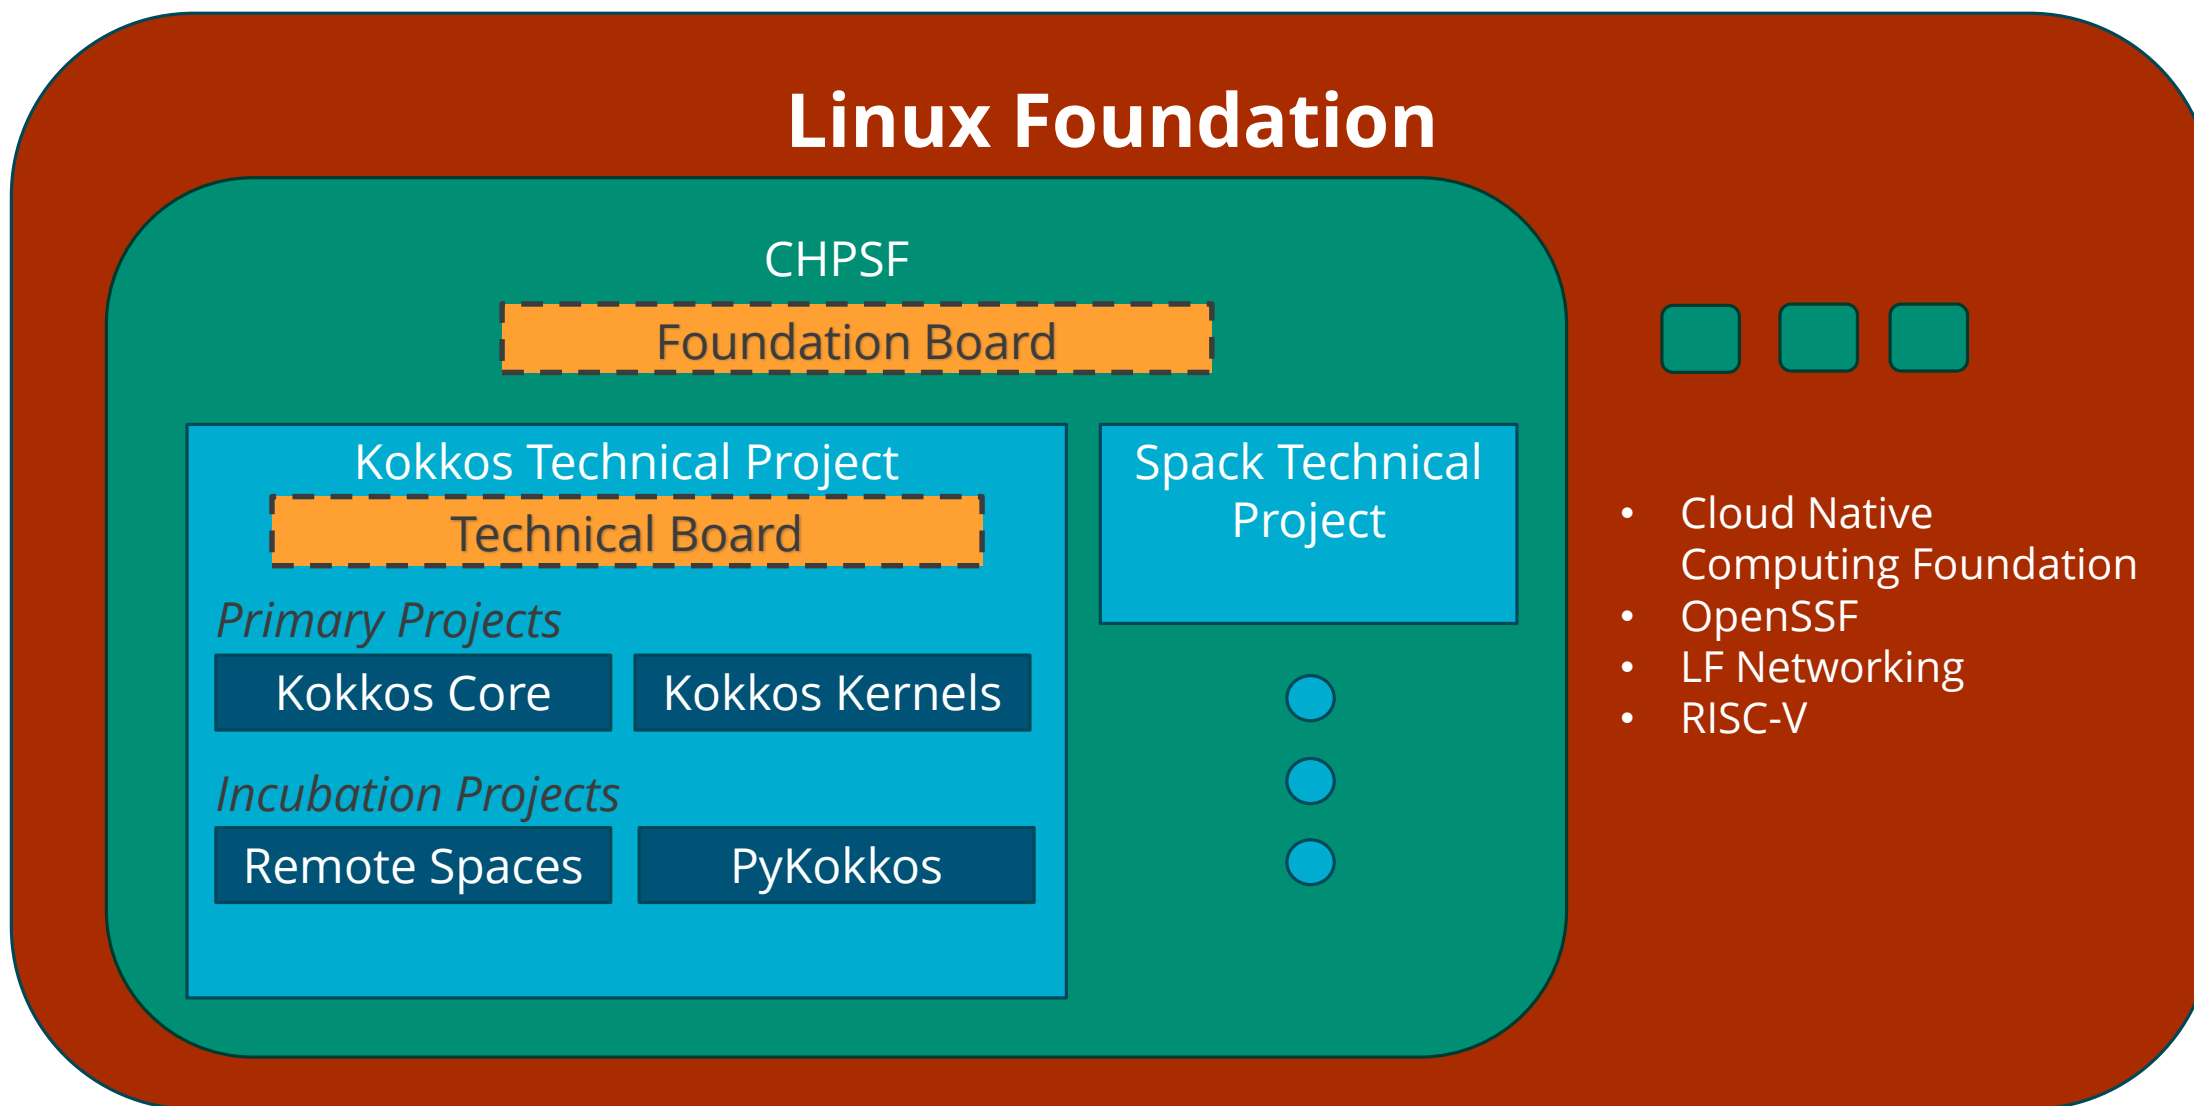 Linux Foundation
CHPSF
Foundation Board
Kokkos Technical Project
Technical Board
Primary Projects
Kokkos Core
Kokkos Kernels
Incubation Projects
Remote Spaces
PyKokkos
Spack Technical
Project
• Cloud Native
Computing Foundation
• OpenSSF
• LF Networking
• RISC-V